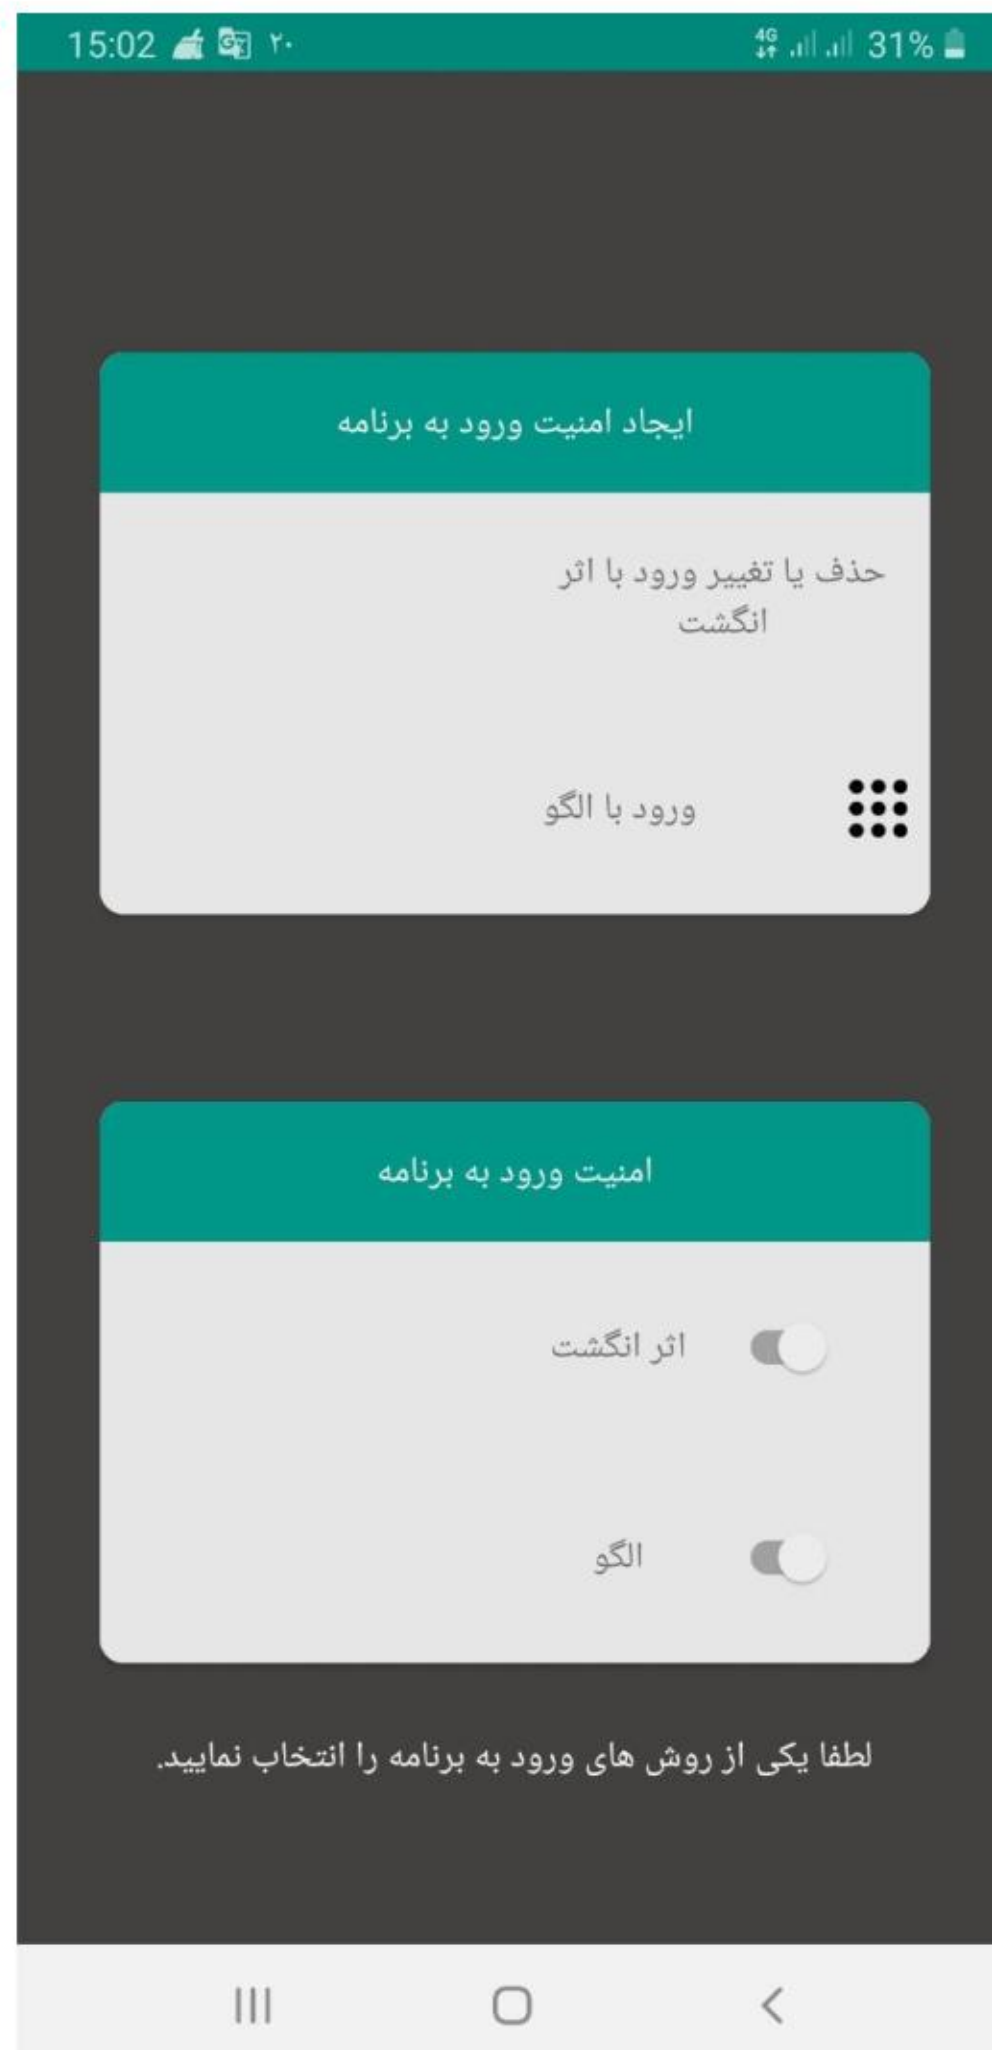 15:02 ۲۰ 4G 31%
ایجاد امنیت ورود به برنامه
حذف یا تغییر ورود با اثر
انگشت
ورود با الگو
امنیت ورود به برنامه
اثر انگشت
الگو
لطفا یکی از روش های ورود به برنامه را انتخاب نمایید.